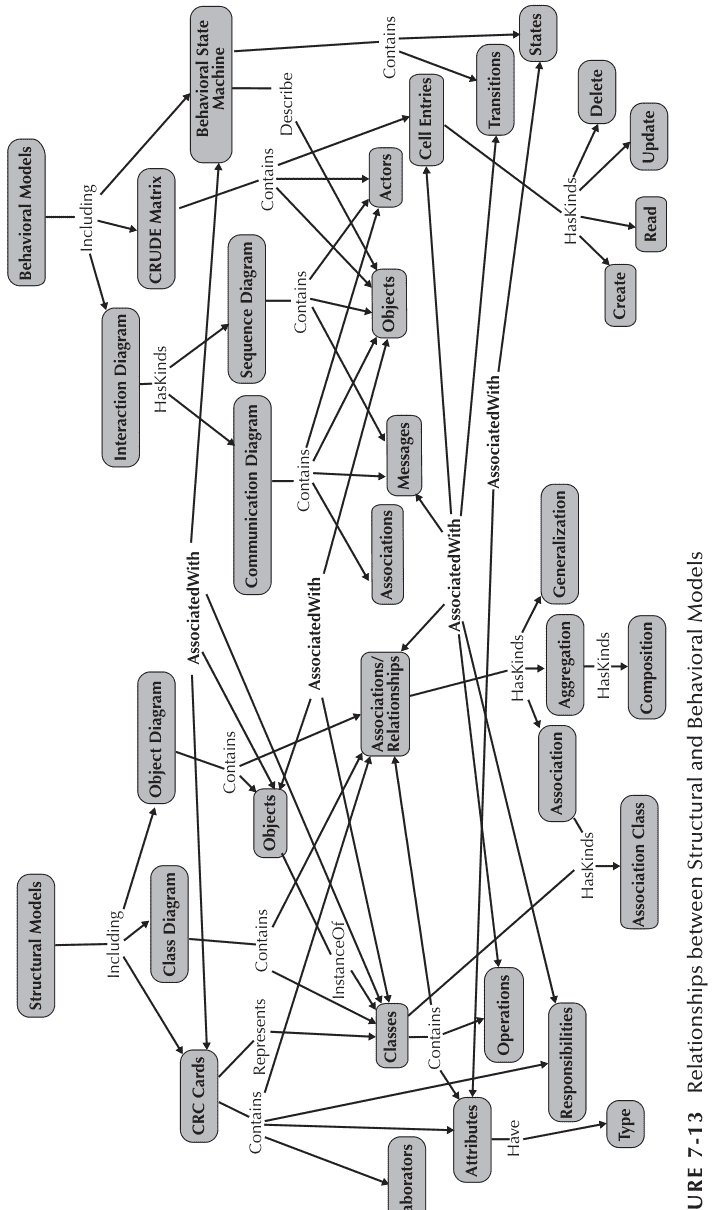 Structural Models
Behavioral Models
Including
Including
CRC Cards
Class Diagram
Object Diagram
Interaction Diagram
CRUDE Matrix
Behavioral State
Machine
HasKinds
AssociatedWith
Communication Diagram
Sequence Diagram
Contains
Represents
Contains
Contains
Objects
InstanceOf
AssociatedWith
Contains
Contains
Contains
Describe
Contains
aborators
Classes
Associations/
Relationships
Associations
Messages
Objects
Actors
Cell Entries
Transitions
States
Contains
AssociatedWith
AssociatedWith
Attributes
Operations
Have
Type
Responsibilities
HasKinds
Association Class
HasKinds
Association
Aggregation
Generalization
HasKinds
Composition
HasKinds
Create
Read
Update
Delete
URE 7-13 Relationships between Structural and Behavioral Models